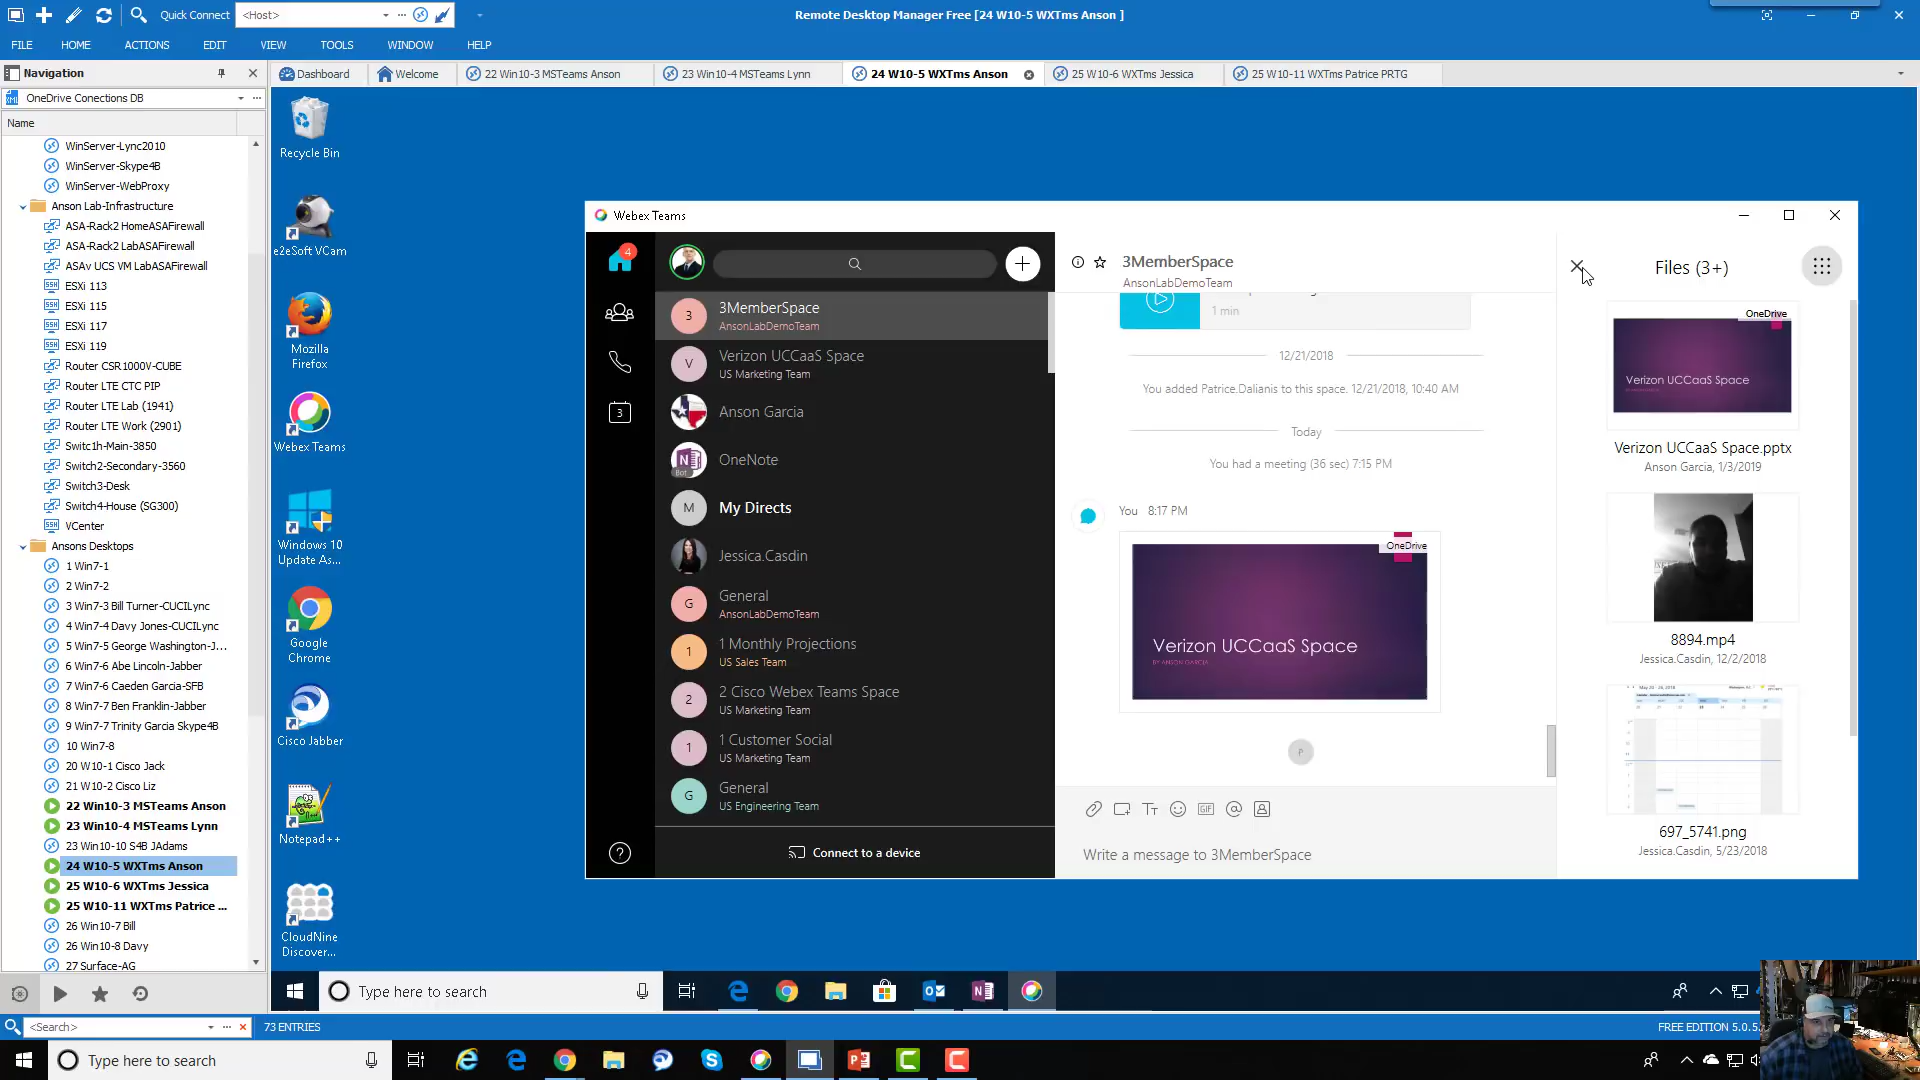 Quick Connect
<Host>
Remote Desktop Manager Free [24 W10-5 WXTms Anson ]
FILE HOME ACTIONS EDIT VIEW TOOLS WINDOW HELP
Navigation
Dashboard Welcome 22 Win10-3 MSTeams Anson 23 Win10-4 MSTeams Lynn 24 W10-5 WXTms Anson 25 W10-6 WXTms Jessica 25 W10-11 WXTms Patrice PRTG
OneDrive Conections DB
Name
WinServer-Lync2010
WinServer-Skype4B
WinServer-WebProxy
Anson Lab-Infrastructure
ASA-Rack2 HomeASAFirewall
ASA-Rack2 LabASAFirewall
ASAv UCS VM LabASAFirewall
ESXi 113
ESXi 115
ESXi 117
ESXi 119
Router CSR1000V-CUBE
Router LTE CTC PIP
Router LTE Lab (1941)
Router LTE Work (2901)
Switc1h-Main-3850
Switch2-Secondary-3560
Switch3-Desk
Switch4-House (SG300)
VCenter
Ansons Desktops
1 Win7-1
2 Win7-2
3 Win7-3 Bill Turner-CUCILync
4 Win7-4 Davy Jones-CUCILync
5 Win7-5 George Washington-J...
6 Win7-6 Abe Lincoln-Jabber
7 Win7-6 Caeden Garcia-SFB
8 Win7-7 Ben Franklin-Jabber
9 Win7-7 Trinity Garcia Skype4B
10 Win7-8
20 W10-1 Cisco Jack
21 W10-2 Cisco Liz
22 Win10-3 MSTeams Anson
23 Win10-4 MSTeams Lynn
23 Win10-10 S4B JAdams
24 W10-5 WXTms Anson
25 W10-6 WXTms Jessica
25 W10-11 WXTms Patrice ...
26 Win10-7 Bill
26 Win10-8 Davy
27 Surface-AG
<Search>
73 ENTRIES
FREE EDITION 5.0.5.
Recycle Bin
e2eSoft VCam
Mozilla
Firefox
Webex Teams
Windows 10
Update As...
Google
Chrome
Cisco Jabber
Notepad++
CloudNine
Discover...
Webex Teams
4
3
3
3MemberSpace
AnsonLabDemoTeam
V
Verizon UCCaaS Space
US Marketing Team
Anson Garcia
Bot
OneNote
M
My Directs
Jessica.Casdin
G
General
AnsonLabDemoTeam
1
1 Monthly Projections
US Sales Team
2
2 Cisco Webex Teams Space
US Marketing Team
1
1 Customer Social
US Marketing Team
G
General
US Engineering Team
Connect to a device
3MemberSpace
AnsonLabDemoTeam
1 min
12/21/2018
You added Patrice.Dalianis to this space. 12/21/2018, 10:40 AM
Today
You had a meeting (36 sec) 7:15 PM
You 8:17 PM
OneDrive
Verizon UCCaaS Space
BY ANSON GARCIA
P
GIF
Write a message to 3MemberSpace
Files (3+)
OneDrive
Verizon UCCaaS Space
Verizon UCCaaS Space.pptx
Anson Garcia, 1/3/2019
8894.mp4
Jessica.Casdin, 12/2/2018
May 20 - 26, 2018
697_5741.png
Jessica.Casdin, 5/23/2018
Type here to search
Type here to search